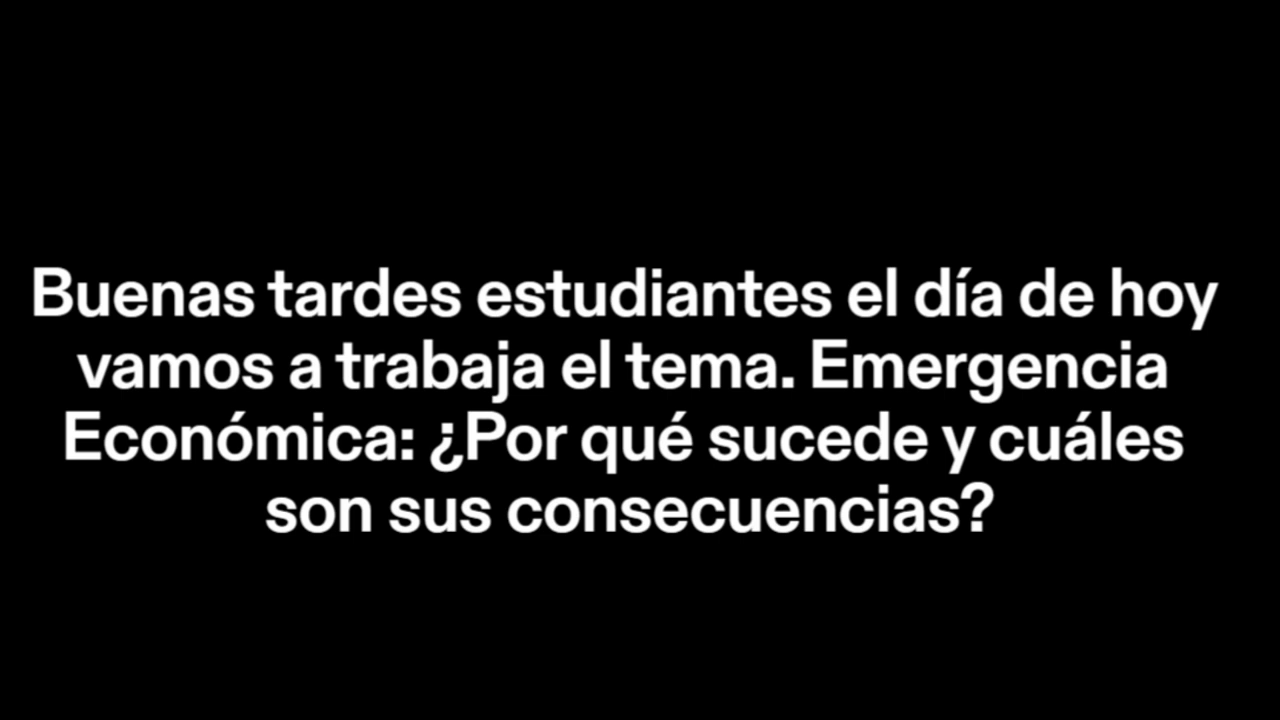 Buenas tardes estudiantes el día de hoy
vamos a trabaja el tema. Emergencia
Económica: ¿Por qué sucede y cuáles
son sus consecuencias?